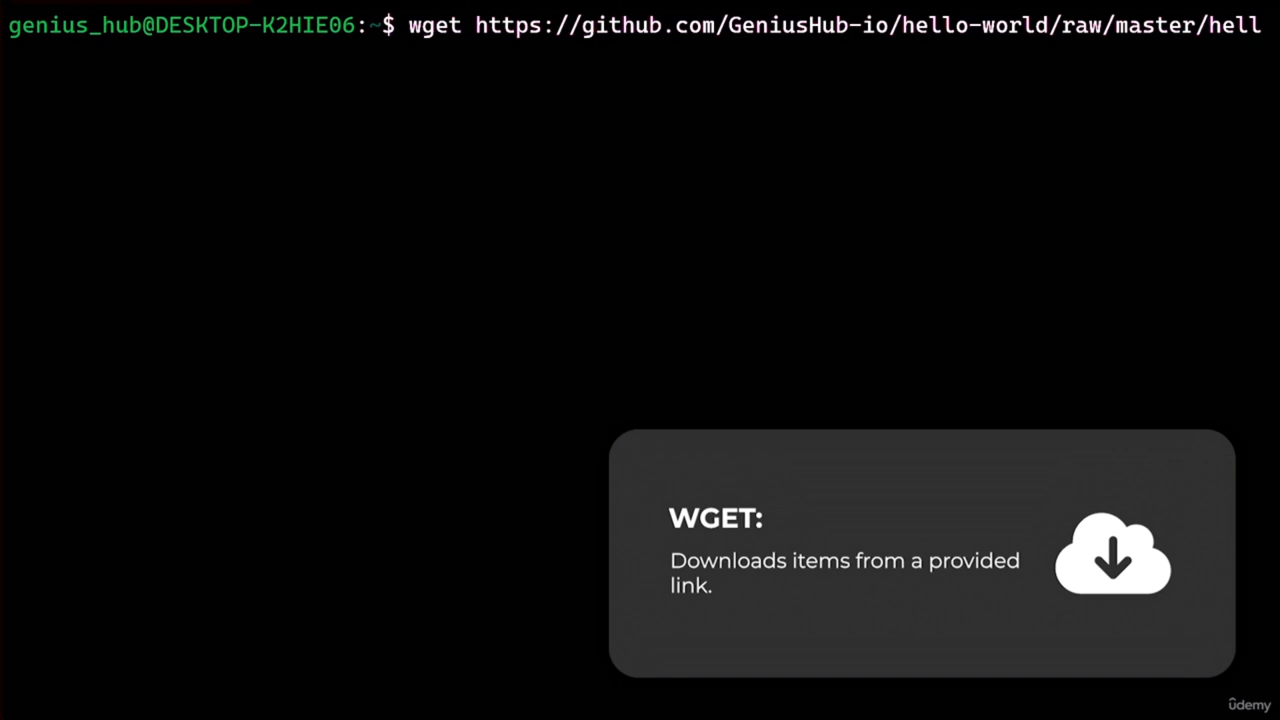 genius_hub@DESKTOP-K2HIE06:~$ wget https://github.com/GeniusHub-io/hello-world/raw/master/hell
WGET:
Downloads items from a provided
link.
ûdemy